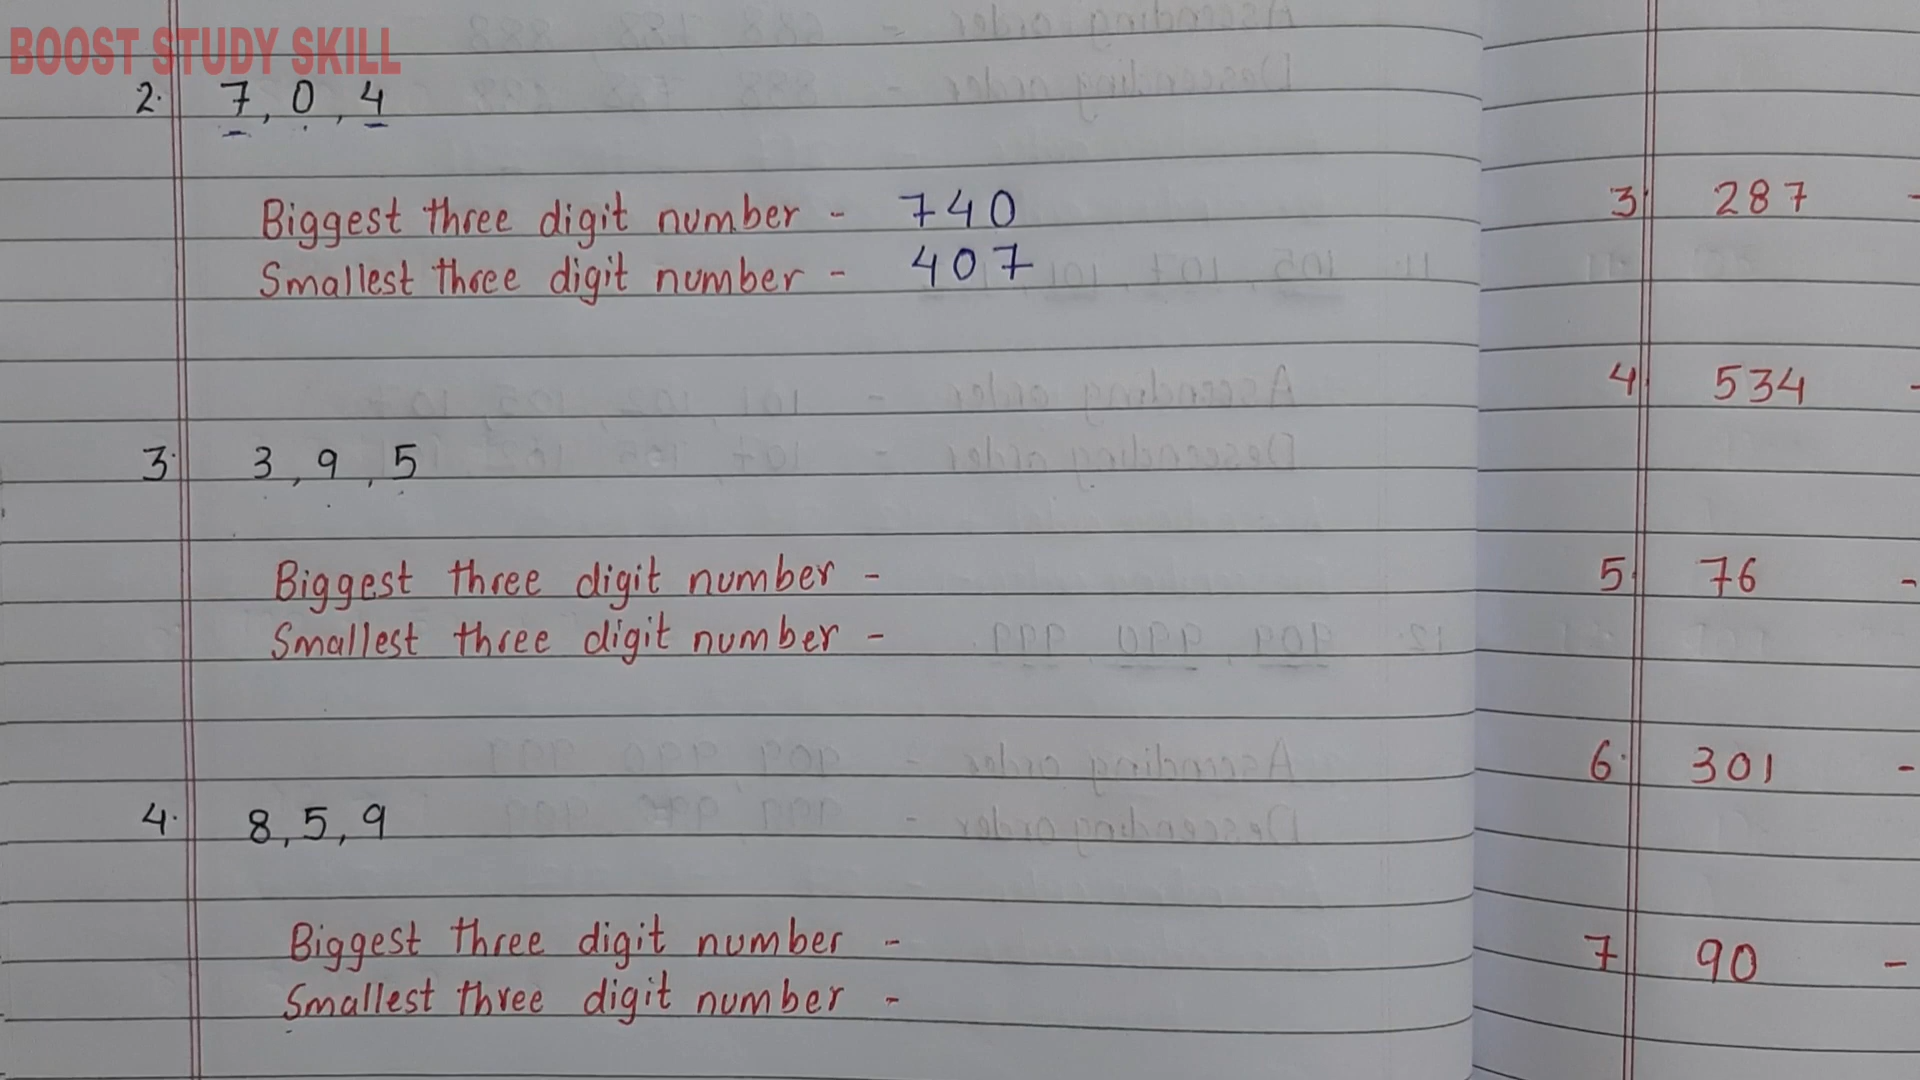 BOOST STUDY SKILL
2. 7, 0, 4
Biggest three digit number - 740
Smallest three digit number - 407
3. 3, 9, 5
Biggest three digit number -
Smallest three digit number -
4. 8, 5, 9
Biggest three digit number -
Smallest three digit number -
3 287 -
4 534 -
5 76 -
6. 301 -
7 90 -